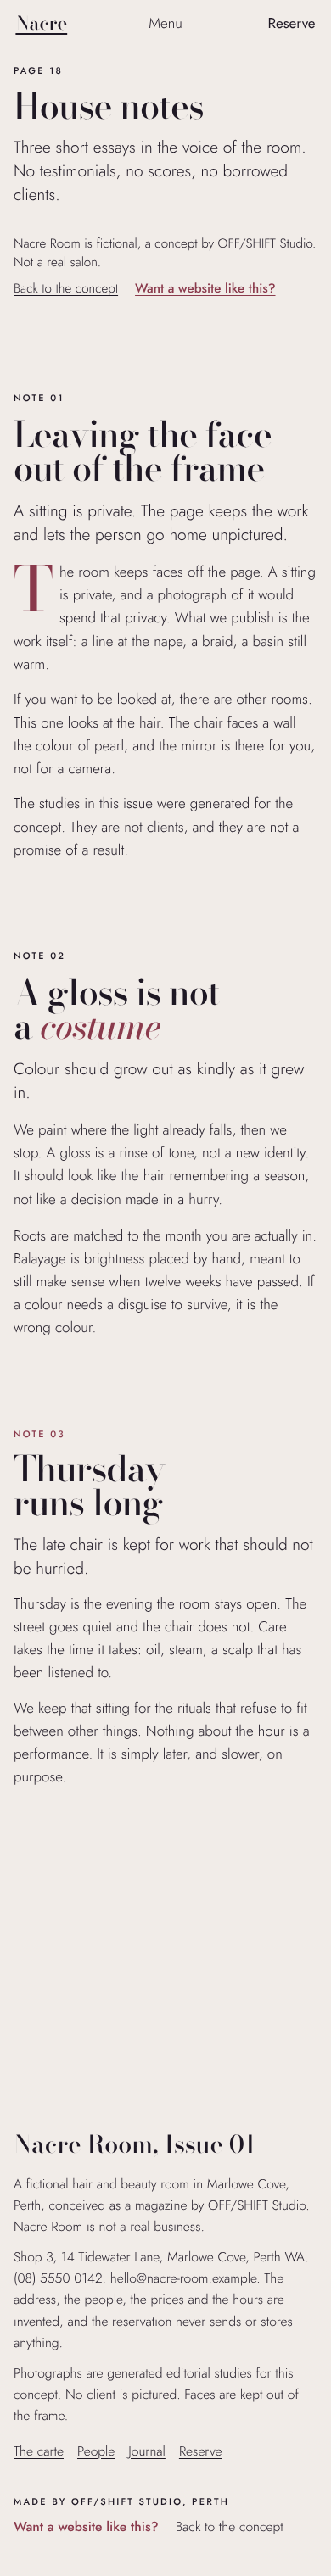 Nacre Menu Reserve
PAGE 18
House notes
Three short essays in the voice of the room.
No testimonials, no scores, no borrowed
clients.
Nacre Room is fictional, a concept by OFF/SHIFT Studio.
Not a real salon.
Back to the concept Want a website like this?
NOTE 01
Leaving the face
out of the frame
A sitting is private. The page keeps the work
and lets the person go home unpictured.
The room keeps faces off the page. A sitting
is private, and a photograph of it would
spend that privacy. What we publish is the
work itself: a line at the nape, a braid, a basin still
warm.
If you want to be looked at, there are other rooms.
This one looks at the hair. The chair faces a wall
the colour of pearl, and the mirror is there for you,
not for a camera.
The studies in this issue were generated for the
concept. They are not clients, and they are not a
promise of a result.
NOTE 02
A gloss is not
a costume
Colour should grow out as kindly as it grew
in.
We paint where the light already falls, then we
stop. A gloss is a rinse of tone, not a new identity.
It should look like the hair remembering a season,
not like a decision made in a hurry.
Roots are matched to the month you are actually in.
Balayage is brightness placed by hand, meant to
still make sense when twelve weeks have passed. If
a colour needs a disguise to survive, it is the
wrong colour.
NOTE 03
Thursday
runs long
The late chair is kept for work that should not
be hurried.
Thursday is the evening the room stays open. The
street goes quiet and the chair does not. Care
takes the time it takes: oil, steam, a scalp that has
been listened to.
We keep that sitting for the rituals that refuse to fit
between other things. Nothing about the hour is a
performance. It is simply later, and slower, on
purpose.
Nacre Room. Issue 01
A fictional hair and beauty room in Marlowe Cove,
Perth, conceived as a magazine by OFF/SHIFT Studio.
Nacre Room is not a real business.
Shop 3, 14 Tidewater Lane, Marlowe Cove, Perth WA.
(08) 5550 0142. hello@nacre-room.example. The
address, the people, the prices and the hours are
invented, and the reservation never sends or stores
anything.
Photographs are generated editorial studies for this
concept. No client is pictured. Faces are kept out of
the frame.
The carte People Journal Reserve
MADE BY OFF/SHIFT STUDIO, PERTH
Want a website like this? Back to the concept